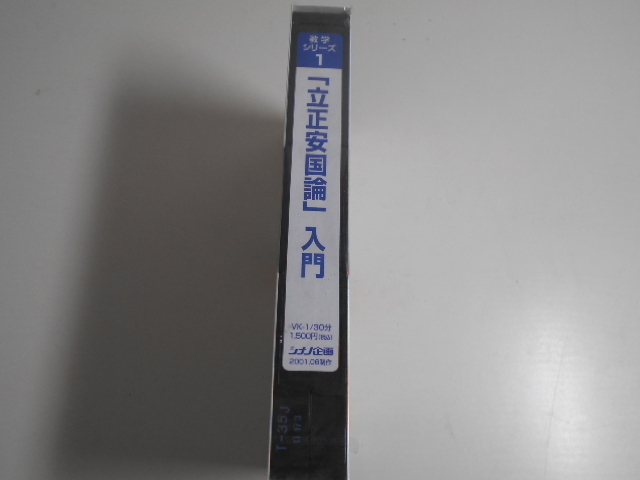 教学
シリーズ
1
「立正安国論」 入門
VK-1/30分
1,500円(税込)
シナノ企画
2001.08制作
T-35J